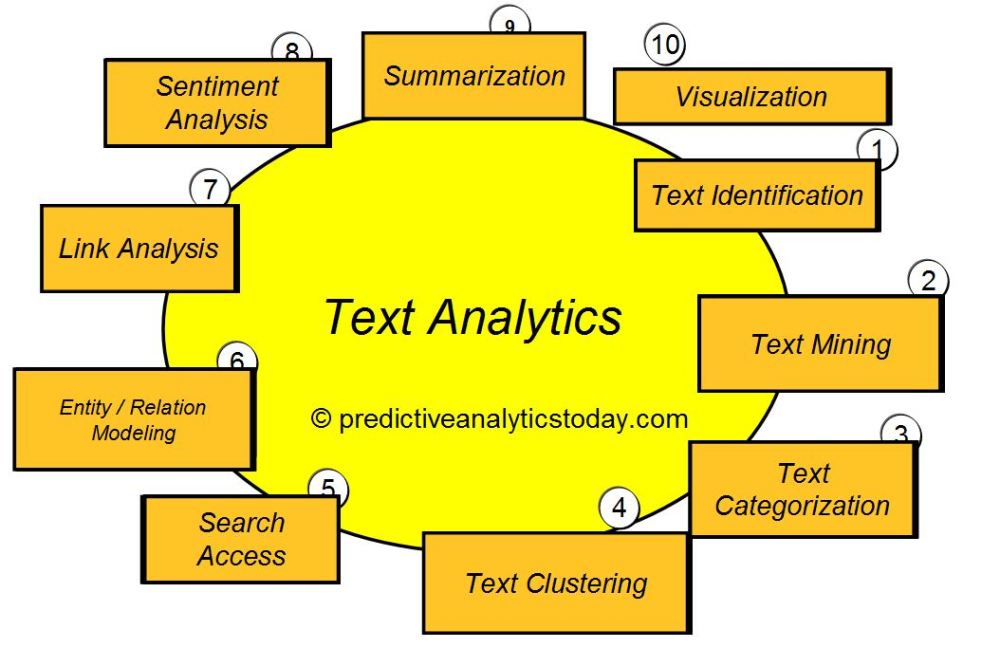 9
Summarization
10
Visualization
8
Sentiment
Analysis
1
Text Identification
7
Link Analysis
2
Text Mining
Text Analytics
6
Entity / Relation
Modeling
© predictiveanalyticstoday.com
3
Text
Categorization
5
Search
Access
4
Text Clustering